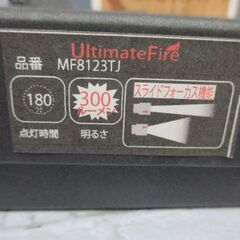 UltimateFire
品番 MF8123TJ
180
点灯時間
300
ルーメン
明るさ
スライドフォーカス機能